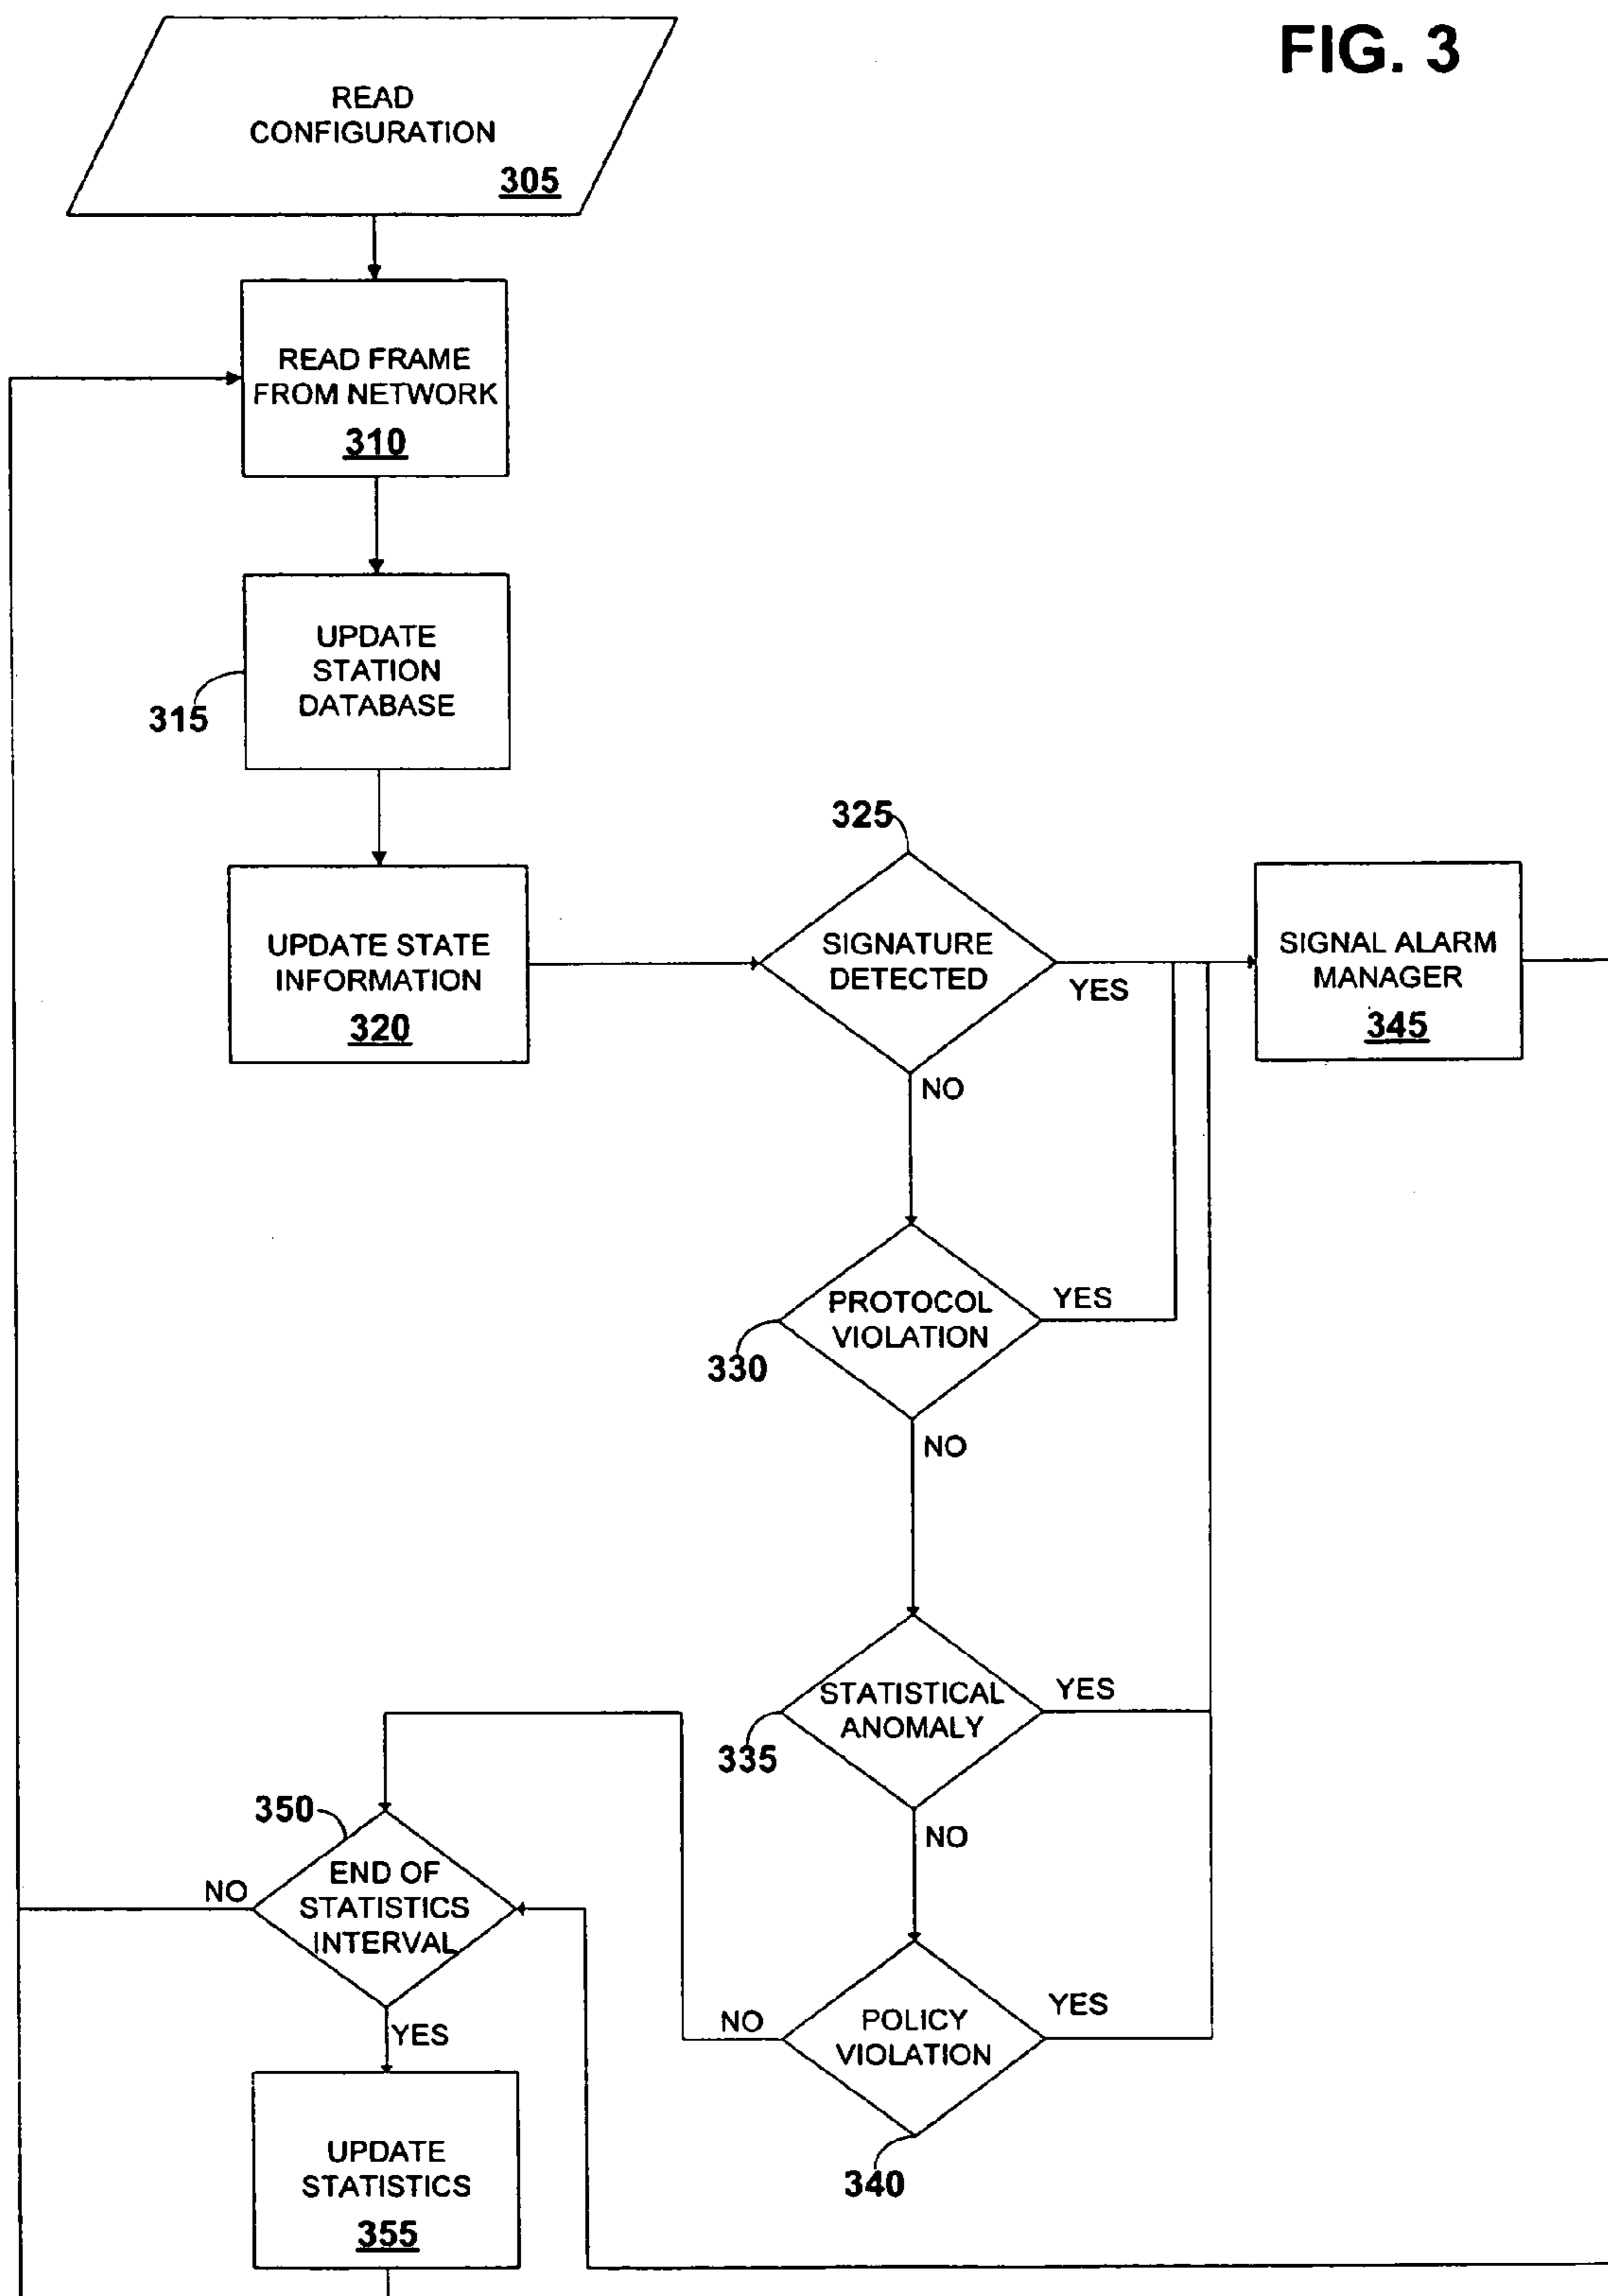 FIG. 3
READ
CONFIGURATION
305
READ FRAME
FROM NETWORK
310
UPDATE
STATION
DATABASE
315
UPDATE STATE
INFORMATION
320
325
SIGNATURE
DETECTED
YES
NO
SIGNAL ALARM
MANAGER
345
PROTOCOL
VIOLATION
YES
330
NO
STATISTICAL
ANOMALY
YES
335
NO
350
END OF
STATISTICS
INTERVAL
NO
YES
POLICY
VIOLATION
YES
NO
340
UPDATE
STATISTICS
355